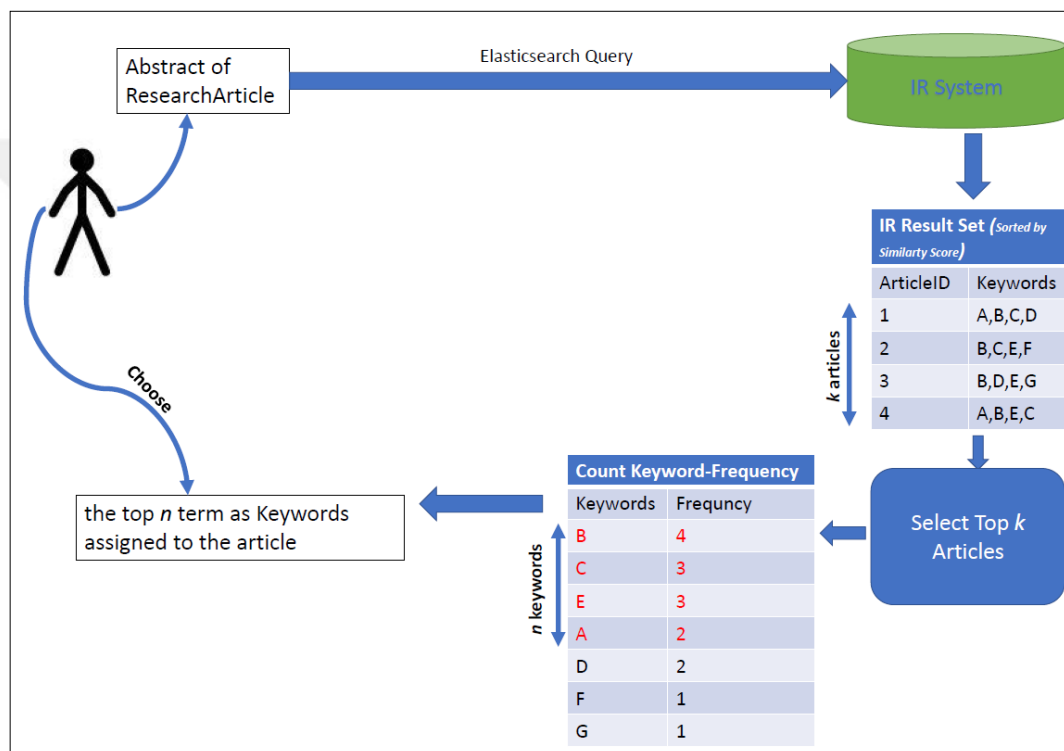 Abstract of
ResearchArticle
Elasticsearch Query
IR System
IR Result Set (Sorted by
Similarty Score)
ArticleID Keywords
1 A,B,C,D
2 B,C,E,F
3 B,D,E,G
4 A,B,E,C
k articles
Select Top k
Articles
Count Keyword-Frequency
Keywords Frequncy
B 4
C 3
E 3
A 2
D 2
F 1
G 1
n keywords
the top n term as Keywords
assigned to the article
Choose